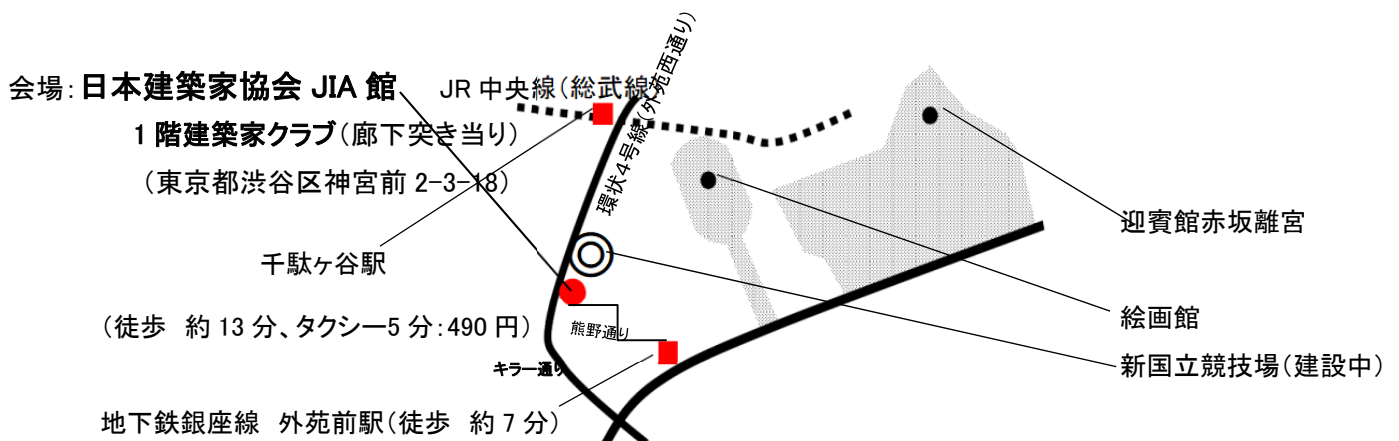 会場：日本建築家協会 JIA 館
1 階建築家クラブ（廊下突き当り）
（東京都渋谷区神宮前 2-3-18）
JR 中央線（総武線）
環状4号線（外苑西通り）
千駄ヶ谷駅
（徒歩　約 13 分、タクシー5 分：490 円）
熊野通り
キラー通り
地下鉄銀座線　外苑前駅（徒歩　約 7 分）
迎賓館赤坂離宮
絵画館
新国立競技場（建設中）